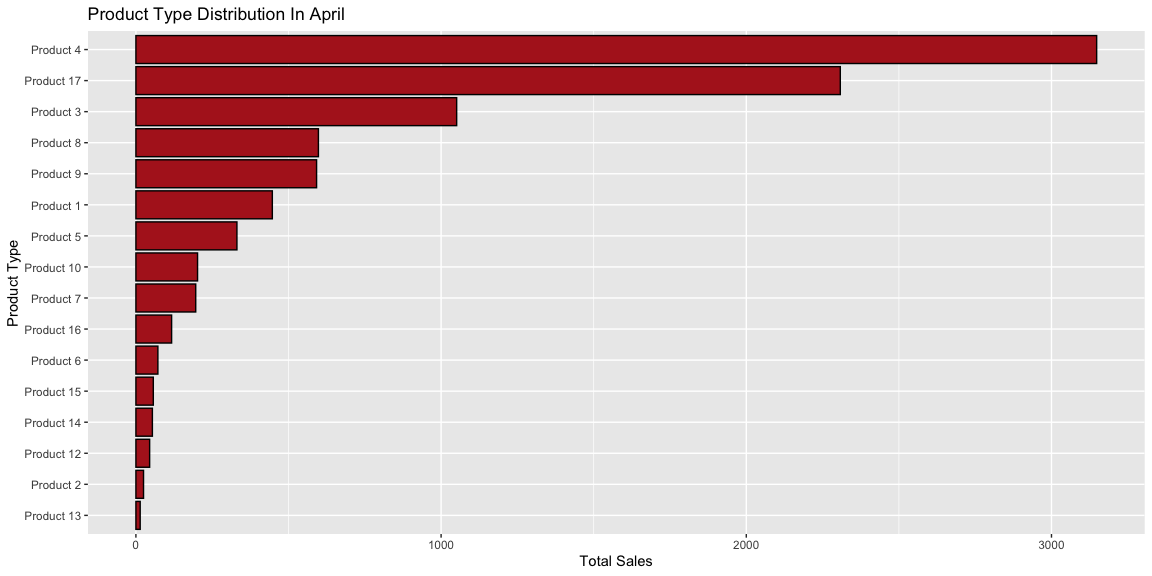 Product Type Distribution In April
Product Type
Product 4
Product 17
Product 3
Product 8
Product 9
Product 1
Product 5
Product 10
Product 7
Product 16
Product 6
Product 15
Product 14
Product 12
Product 2
Product 13
0 1000 2000 3000
Total Sales